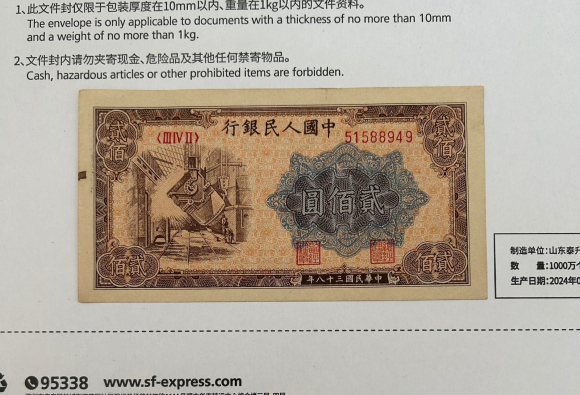 1、此文件封仅限于包装厚度在10mm以内、重量在1kg以内的文件资料。
The envelope is only applicable to documents with a thickness of no more than 10mm
and a weight of no more than 1kg.
2、文件封内请勿夹寄现金、危险品及其他任何禁寄物品。
Cash, hazardous articles or other prohibited items are forbidden.
行銀民人國中
〈ⅢⅣⅡ〉
51588949
貳佰
貳佰
圓佰貳
佰貳
佰貳
年八十三國民華中
制造单位:山东泰升
数 量:1000万个
生产日期:2024年0
95338 www.sf-express.com